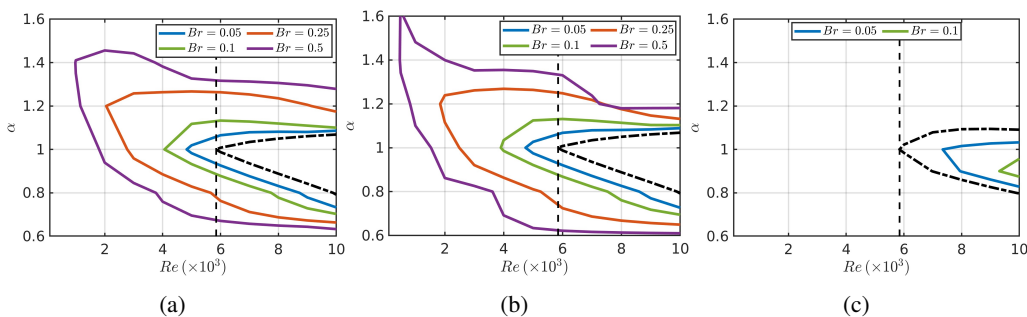 Br = 0.05 Br = 0.25
Br = 0.1 Br = 0.5
1.6
1.4
1.2
1
0.8
0.6
α
2 4 6 8 10
Re (×10³)
(a)
Br = 0.05 Br = 0.25
Br = 0.1 Br = 0.5
1.6
1.4
1.2
1
0.8
0.6
α
2 4 6 8 10
Re (×10³)
(b)
Br = 0.05 Br = 0.1
1.6
1.4
1.2
1
0.8
0.6
α
2 4 6 8 10
Re (×10³)
(c)